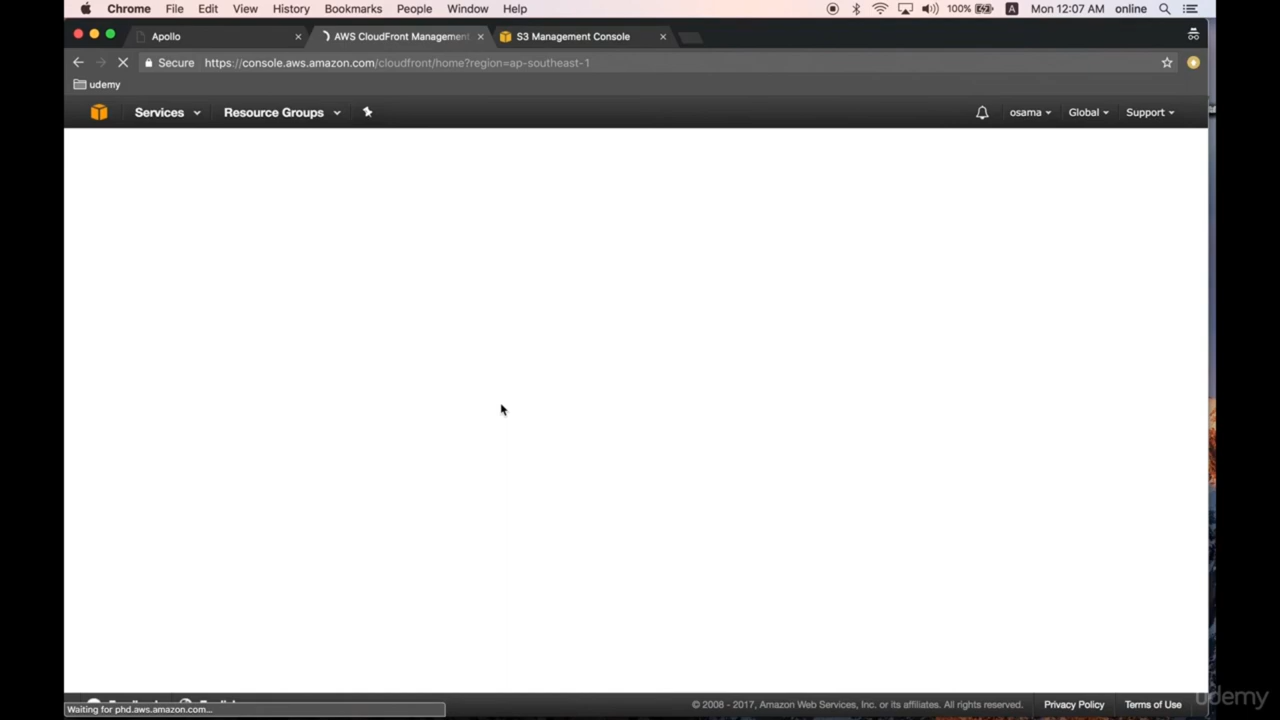 Chrome File Edit View History Bookmarks People Window Help 100% A Mon 12:07 AM online
Apollo AWS CloudFront Management S3 Management Console
Secure https://console.aws.amazon.com/cloudfront/home?region=ap-southeast-1
udemy
Services Resource Groups osama Global Support
© 2008 - 2017, Amazon Web Services, Inc. or its affiliates. All rights reserved. Privacy Policy Terms of Use
Waiting for phd.aws.amazon.com...
udemy